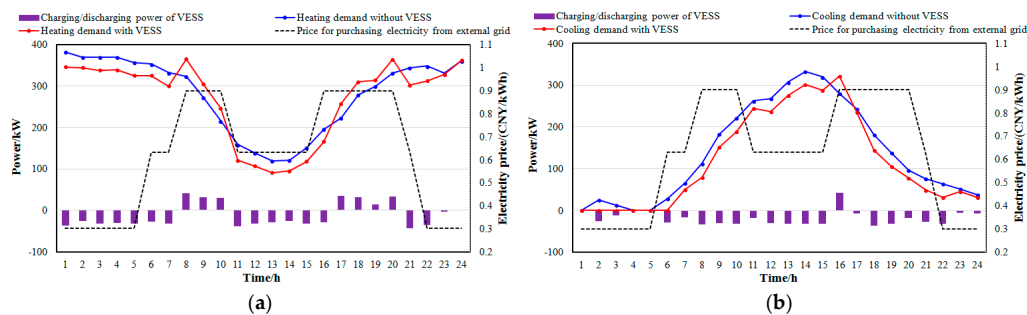 Charging/discharging power of VESS
Heating demand without VESS
Heating demand with VESS
Price for purchasing electricity from external grid
400
300
200
100
0
-100
Power/kW
1.1
1
0.9
0.8
0.7
0.6
0.5
0.4
0.3
0.2
Electricity price/(CNY/kWh)
1 2 3 4 5 6 7 8 9 10 11 12 13 14 15 16 17 18 19 20 21 22 23 24
Time/h
(a)
Charging/discharging power of VESS
Cooling demand without VESS
Cooling demand with VESS
Price for purchasing electricity from external grid
400
300
200
100
0
-100
Power/kW
1.1
1
0.9
0.8
0.7
0.6
0.5
0.4
0.3
0.2
Electricity price/(CNY/kWh)
1 2 3 4 5 6 7 8 9 10 11 12 13 14 15 16 17 18 19 20 21 22 23 24
Time/h
(b)